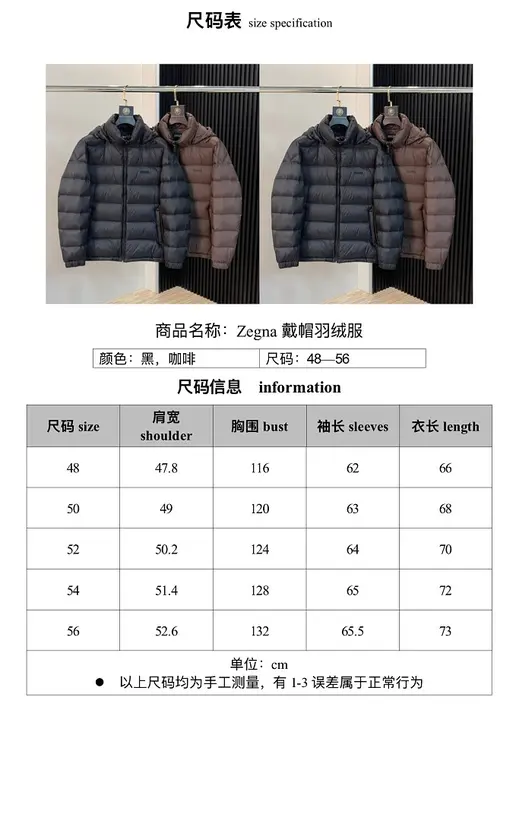 尺码表 size specification
商品名称：Zegna 戴帽羽绒服
颜色：黑，咖啡 尺码：48—56
尺码信息 information
尺码 size 肩宽 shoulder 胸围 bust 袖长 sleeves 衣长 length
48 47.8 116 62 66
50 49 120 63 68
52 50.2 124 64 70
54 51.4 128 65 72
56 52.6 132 65.5 73
单位：cm
● 以上尺码均为手工测量，有 1-3 误差属于正常行为